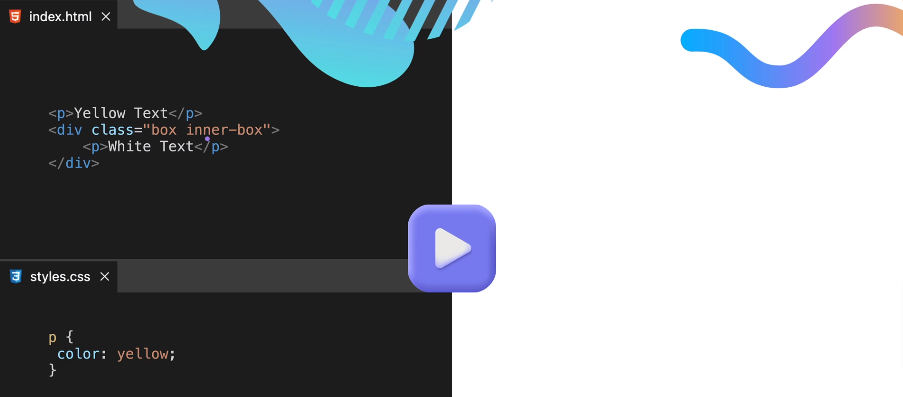 index.html
<p>Yellow Text</p>
<div class="box inner-box">
    <p>White Text</p>
</div>
styles.css
p {
 color: yellow;
}